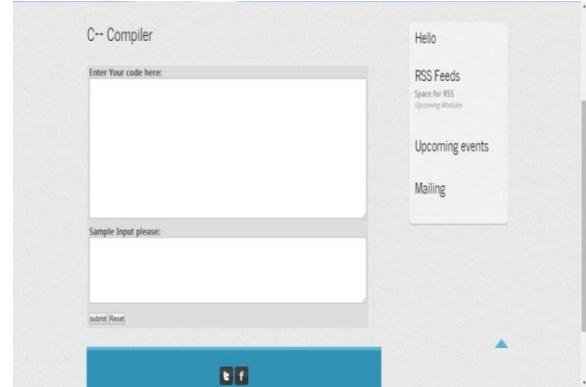 C-- Compiler
Enter Your code here:
Sample Input please:
submit Reset
Hello
RSS Feeds
Space for RSS
Upcoming Modules
Upcoming events
Mailing
t f